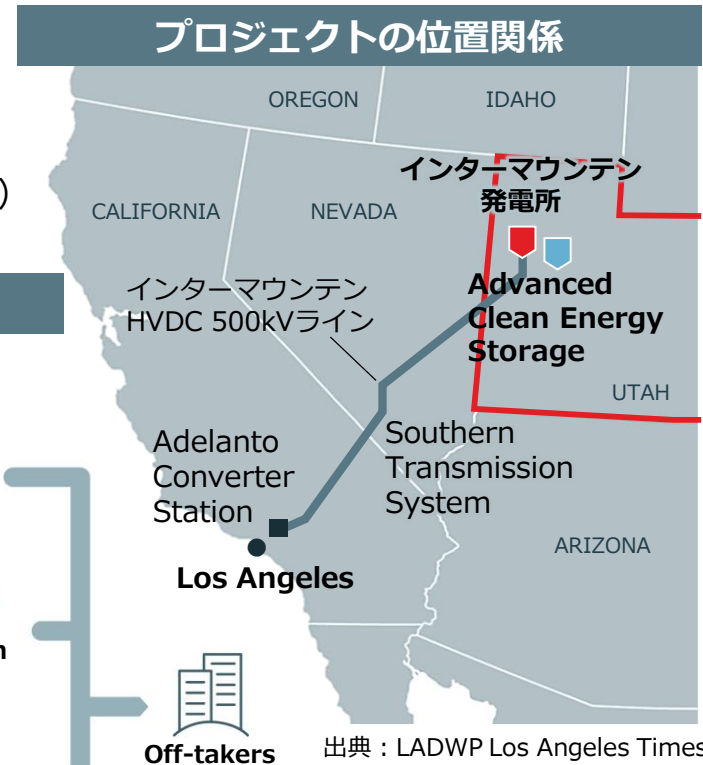 プロジェクトの位置関係
OREGON
IDAHO
)
CALIFORNIA
NEVADA
インターマウンテン
発電所
インターマウンテン
HVDC 500kVライン
Advanced
Clean Energy
Storage
UTAH
Adelanto
Converter
Station
Southern
Transmission
System
ARIZONA
Los Angeles
n
Off-takers
出典：LADWP Los Angeles Times